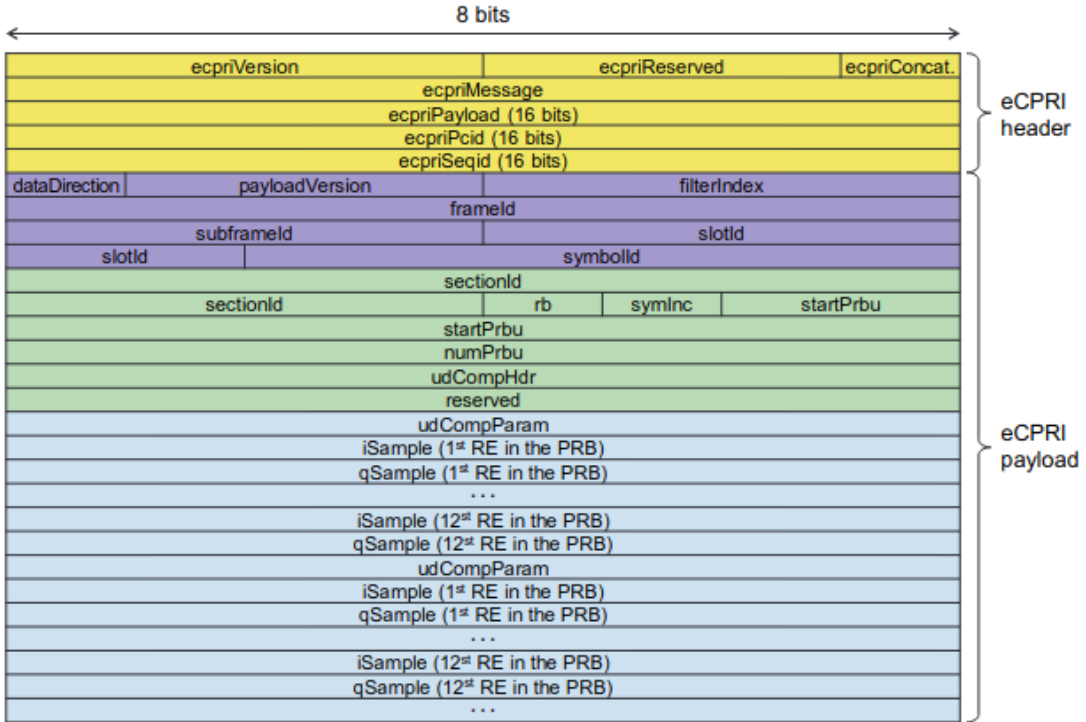 8 bits
ecpriVersion ecpriReserved ecpriConcat.
ecpriMessage
ecpriPayload (16 bits)
ecpriPcid (16 bits)
ecpriSeqid (16 bits)
eCPRI
header
dataDirection payloadVersion filterIndex
frameId
subframeId slotId
slotId symbolId
sectionId
sectionId rb symInc startPrbu
startPrbu
numPrbu
udCompHdr
reserved
udCompParam
iSample (1st RE in the PRB)
qSample (1st RE in the PRB)
...
iSample (12st RE in the PRB)
qSample (12st RE in the PRB)
udCompParam
iSample (1st RE in the PRB)
qSample (1st RE in the PRB)
...
iSample (12st RE in the PRB)
qSample (12st RE in the PRB)
...
eCPRI
payload